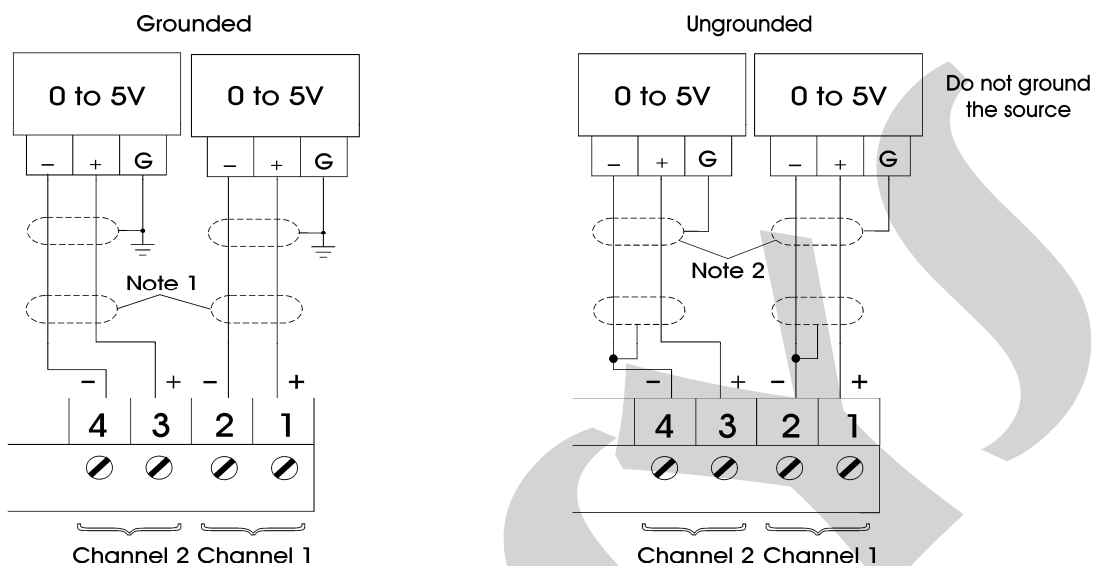 Grounded
0 to 5V 0 to 5V
– + G – + G
Note 1
– + – +
4 3 2 1
Channel 2 Channel 1
Ungrounded
0 to 5V 0 to 5V
Do not ground
the source
– + G – + G
Note 2
– + – +
4 3 2 1
Channel 2 Channel 1